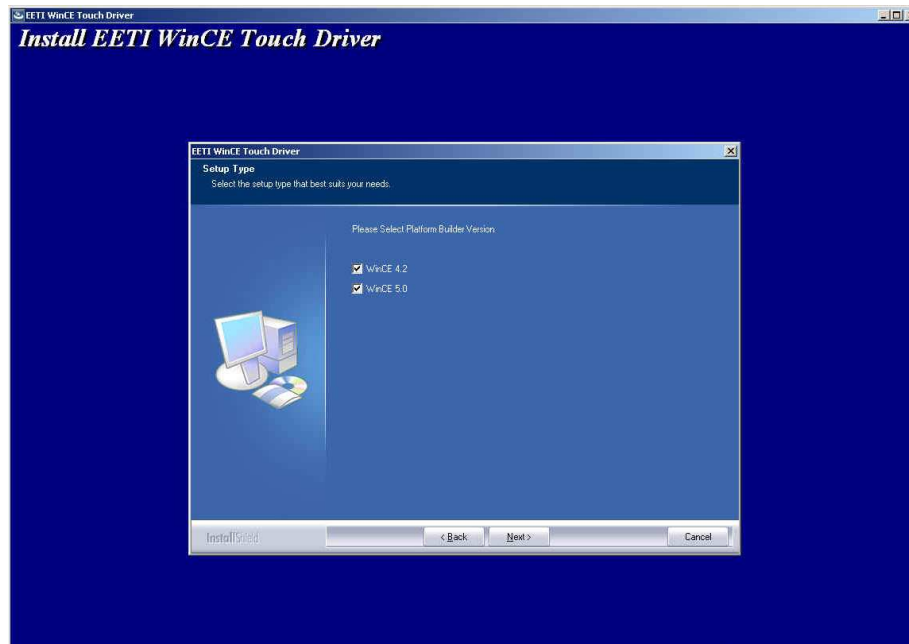 EETI WinCE Touch Driver
Install EETI WinCE Touch Driver
EETI WinCE Touch Driver
Setup Type
Select the setup type that best suits your needs.
Please Select Platform Builder Version
WinCE 4.2
WinCE 5.0
InstallShield
< Back
Next >
Cancel